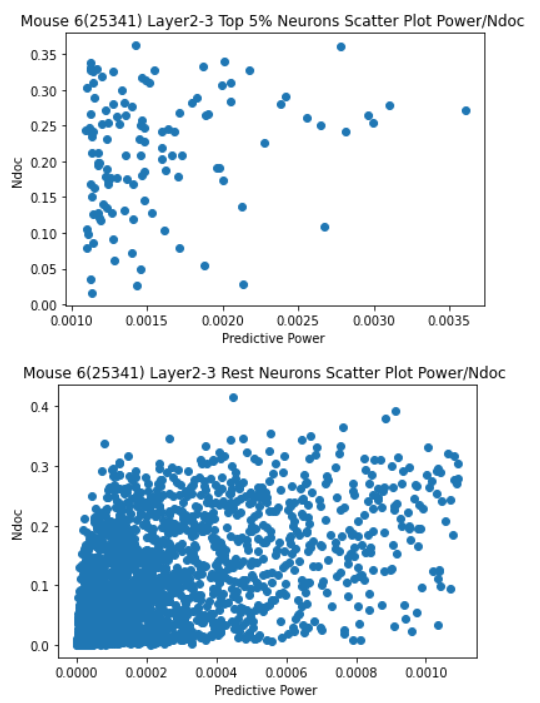 Mouse 6(25341) Layer2-3 Top 5% Neurons Scatter Plot Power/Ndoc
0.35
0.30
0.25
0.20
0.15
0.10
0.05
0.00
Ndoc
0.0010 0.0015 0.0020 0.0025 0.0030 0.0035
Predictive Power
Mouse 6(25341) Layer2-3 Rest Neurons Scatter Plot Power/Ndoc
0.4
0.3
0.2
0.1
0.0
Ndoc
0.0000 0.0002 0.0004 0.0006 0.0008 0.0010
Predictive Power